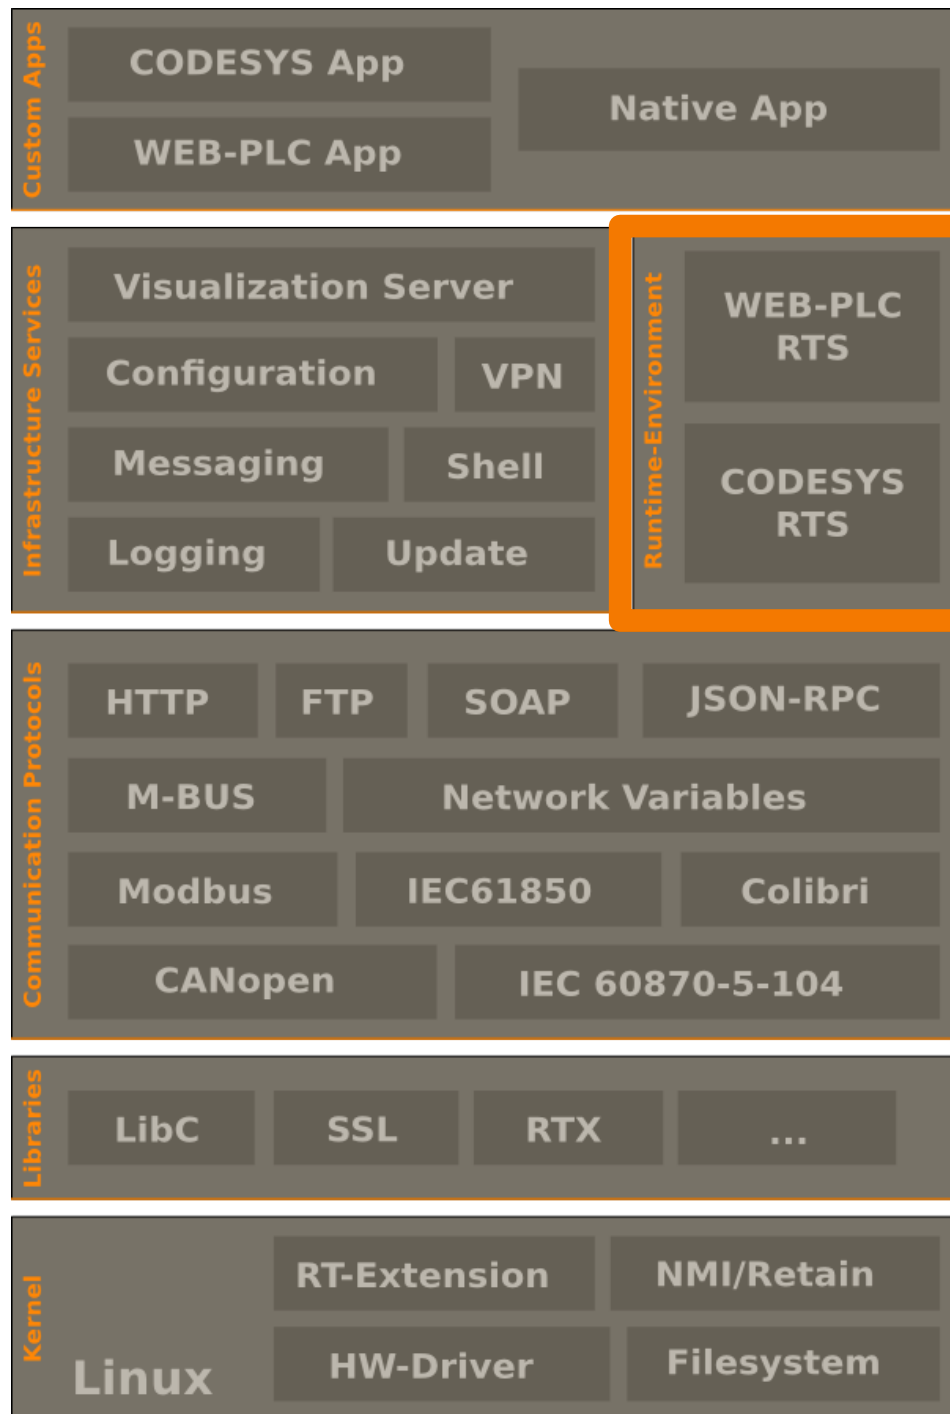 Custom Apps
CODESYS App
Native App
WEB-PLC App
Infrastructure Services
Visualization Server
Configuration
VPN
Messaging
Shell
Logging
Update
Runtime-Environment
WEB-PLC
RTS
CODESYS
RTS
Communication Protocols
HTTP
FTP
SOAP
JSON-RPC
M-BUS
Network Variables
Modbus
IEC61850
Colibri
CANopen
IEC 60870-5-104
Libraries
LibC
SSL
RTX
...
Kernel
Linux
RT-Extension
NMI/Retain
HW-Driver
Filesystem